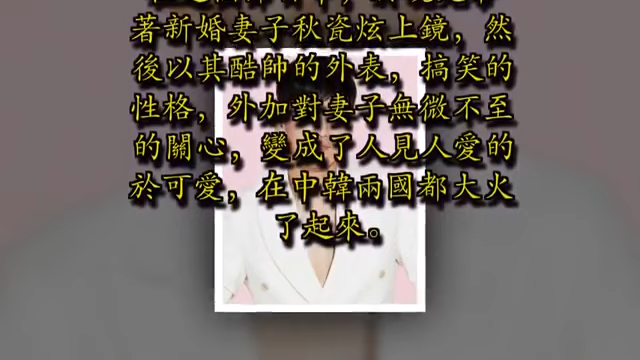 著新婚妻子秋瓷炫上鏡，然
後以其酷帥的外表，搞笑的
性格，外加對妻子無微不至
的關心，變成了人見人愛的
於可愛，在中韓兩國都大火
了起來。